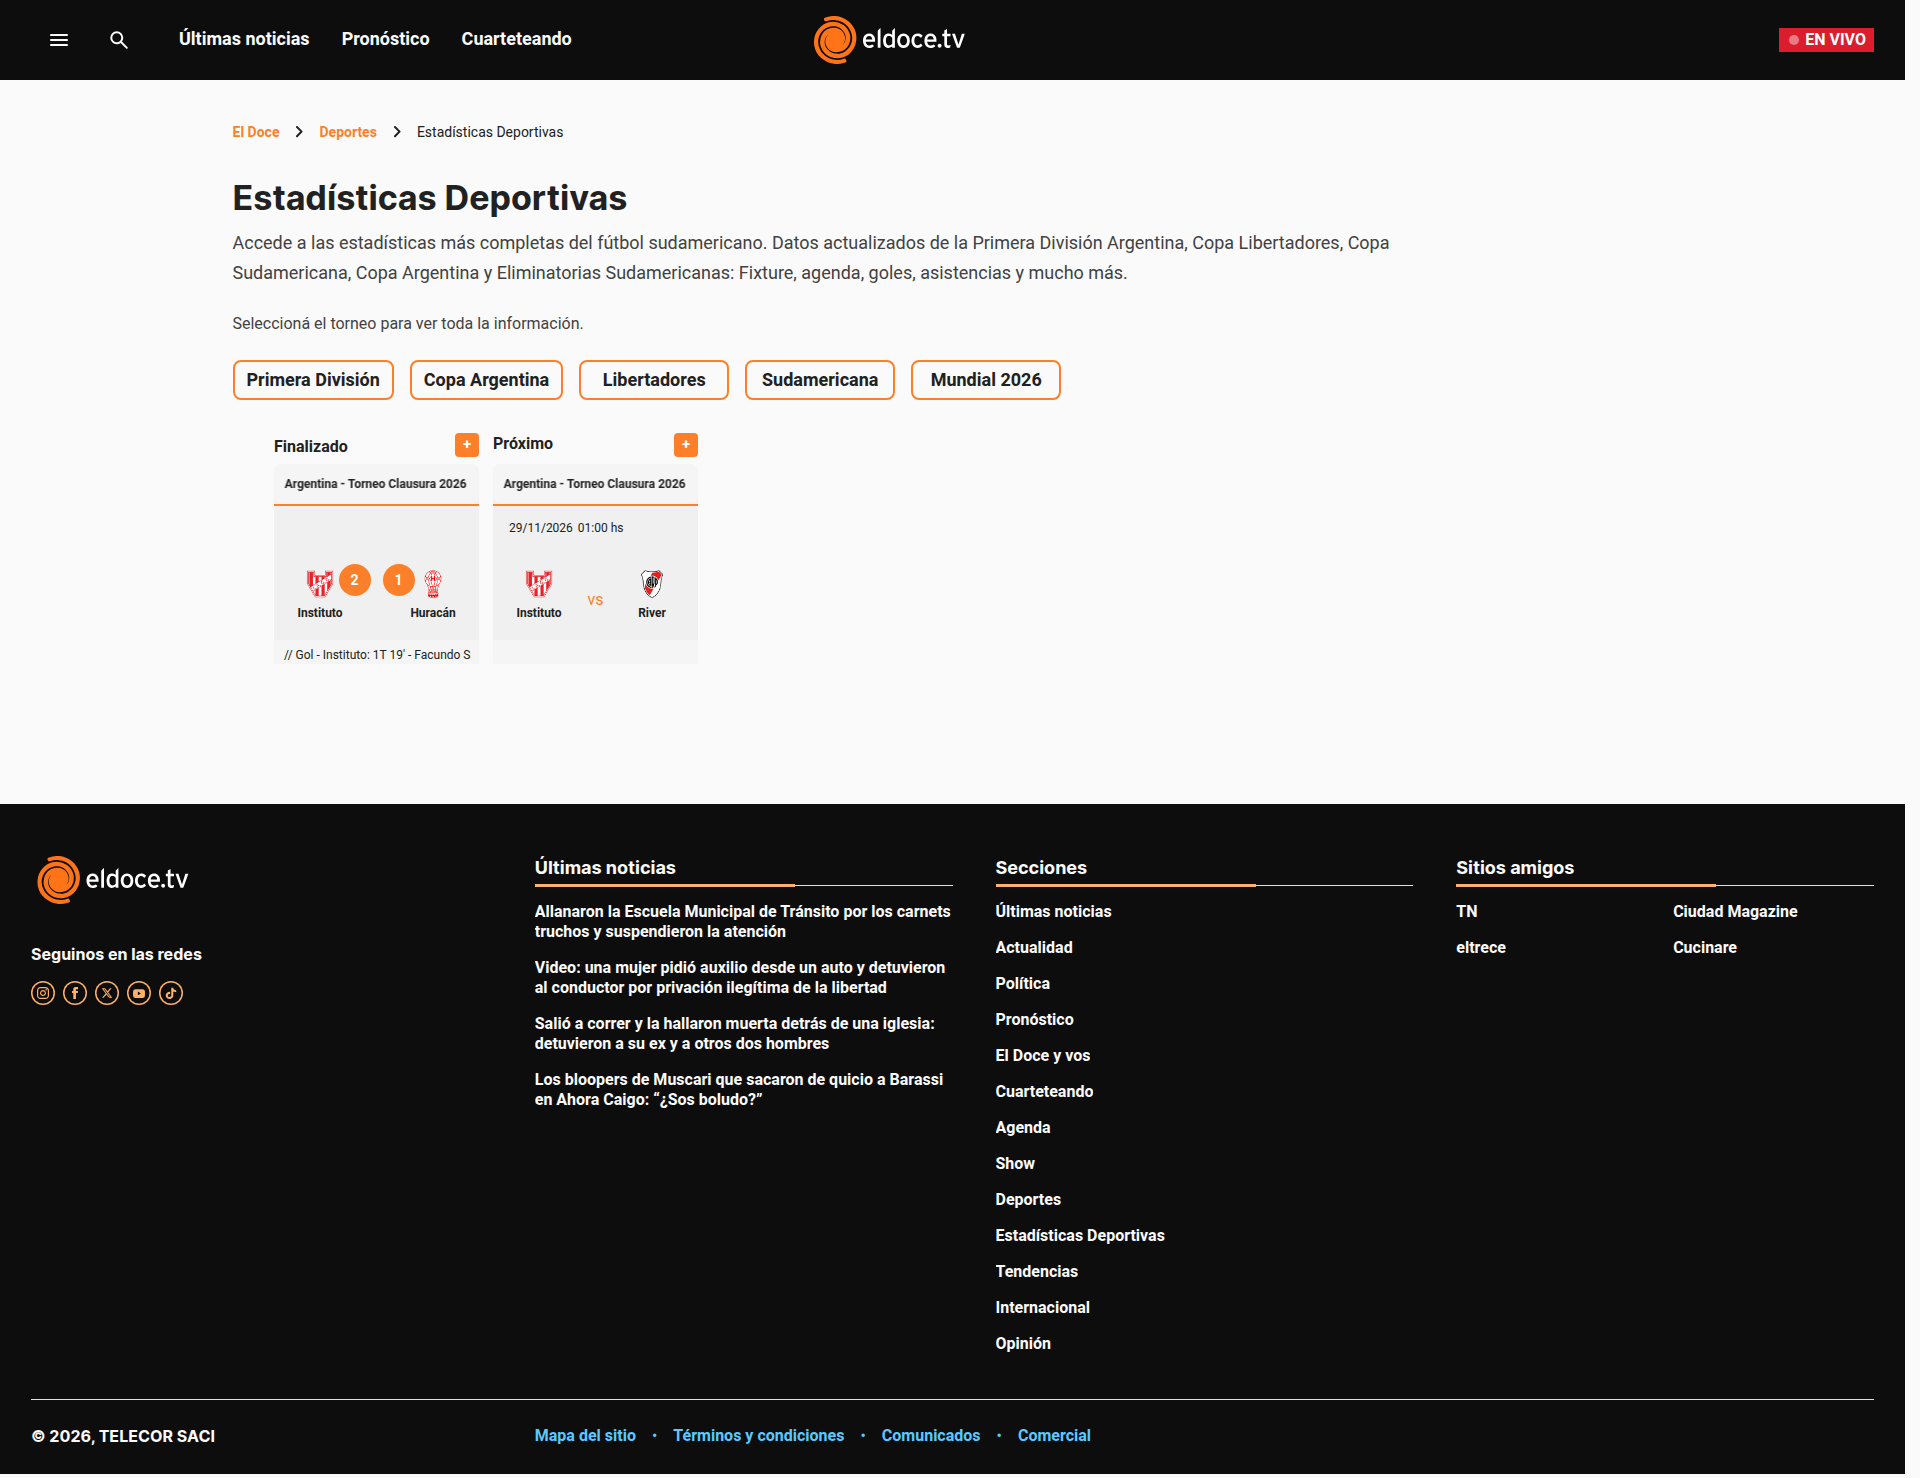 Últimas noticias Pronóstico Cuarteteando
eldoce.tv
EN VIVO
El Doce > Deportes > Estadísticas Deportivas
Estadísticas Deportivas
Accede a las estadísticas más completas del fútbol sudamericano. Datos actualizados de la Primera División Argentina, Copa Libertadores, Copa
Sudamericana, Copa Argentina y Eliminatorias Sudamericanas: Fixture, agenda, goles, asistencias y mucho más.
Seleccioná el torneo para ver toda la información.
Primera División Copa Argentina Libertadores Sudamericana Mundial 2026
Finalizado +
Argentina - Torneo Clausura 2026
2 1
Instituto Huracán
// Gol - Instituto: 1T 19' - Facundo S
Próximo +
Argentina - Torneo Clausura 2026
29/11/2026 01:00 hs
vs
Instituto River
eldoce.tv
Seguinos en las redes
Últimas noticias
Allanaron la Escuela Municipal de Tránsito por los carnets
truchos y suspendieron la atención
Video: una mujer pidió auxilio desde un auto y detuvieron
al conductor por privación ilegítima de la libertad
Salió a correr y la hallaron muerta detrás de una iglesia:
detuvieron a su ex y a otros dos hombres
Los bloopers de Muscari que sacaron de quicio a Barassi
en Ahora Caigo: “¿Sos boludo?”
Secciones
Últimas noticias
Actualidad
Política
Pronóstico
El Doce y vos
Cuarteteando
Agenda
Show
Deportes
Estadísticas Deportivas
Tendencias
Internacional
Opinión
Sitios amigos
TN Ciudad Magazine
eltrece Cucinare
© 2026, TELECOR SACI
Mapa del sitio • Términos y condiciones • Comunicados • Comercial